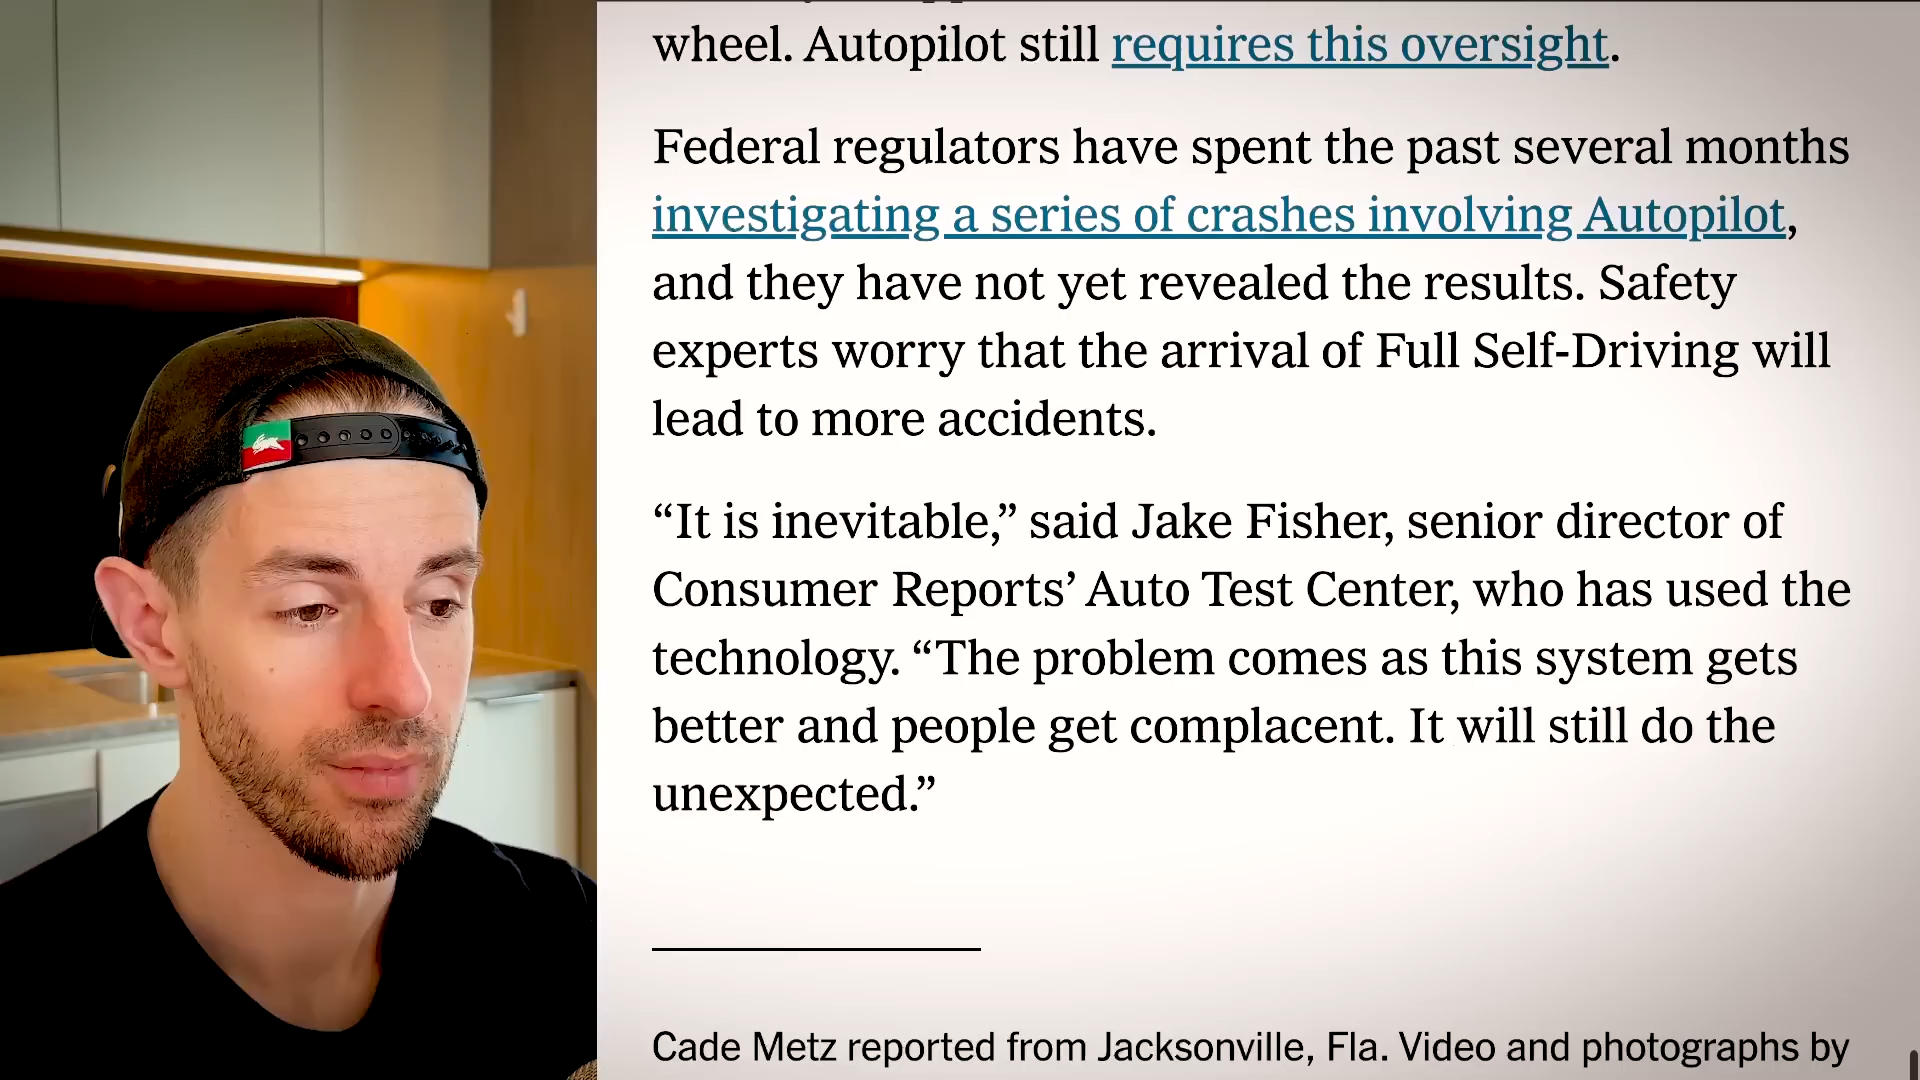 wheel. Autopilot still requires this oversight.
Federal regulators have spent the past several months
investigating a series of crashes involving Autopilot,
and they have not yet revealed the results. Safety
experts worry that the arrival of Full Self-Driving will
lead to more accidents.
“It is inevitable,” said Jake Fisher, senior director of
Consumer Reports’ Auto Test Center, who has used the
technology. “The problem comes as this system gets
better and people get complacent. It will still do the
unexpected.”
Cade Metz reported from Jacksonville, Fla. Video and photographs by